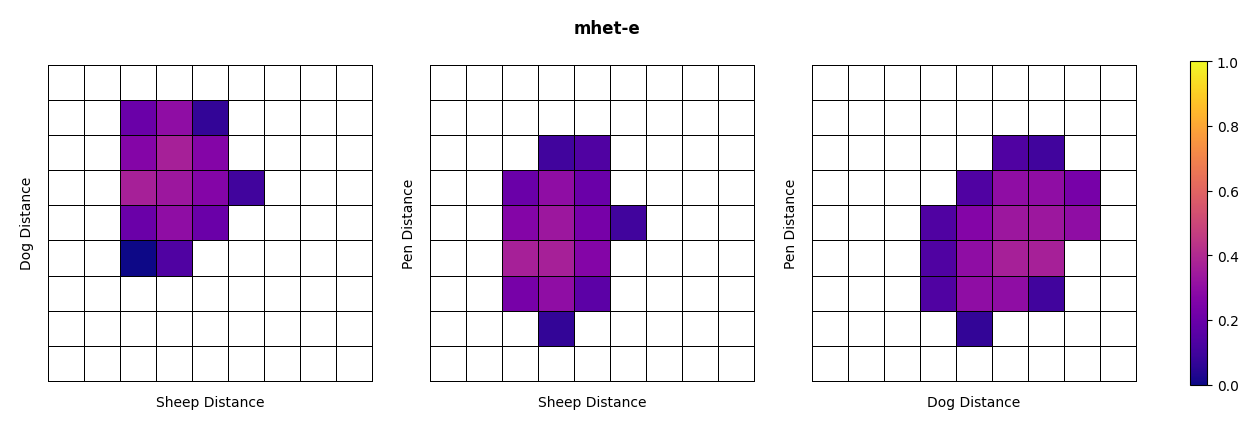 mhet-e
Dog Distance
Sheep Distance
Pen Distance
Sheep Distance
Pen Distance
Dog Distance
1.0
0.8
0.6
0.4
0.2
0.0